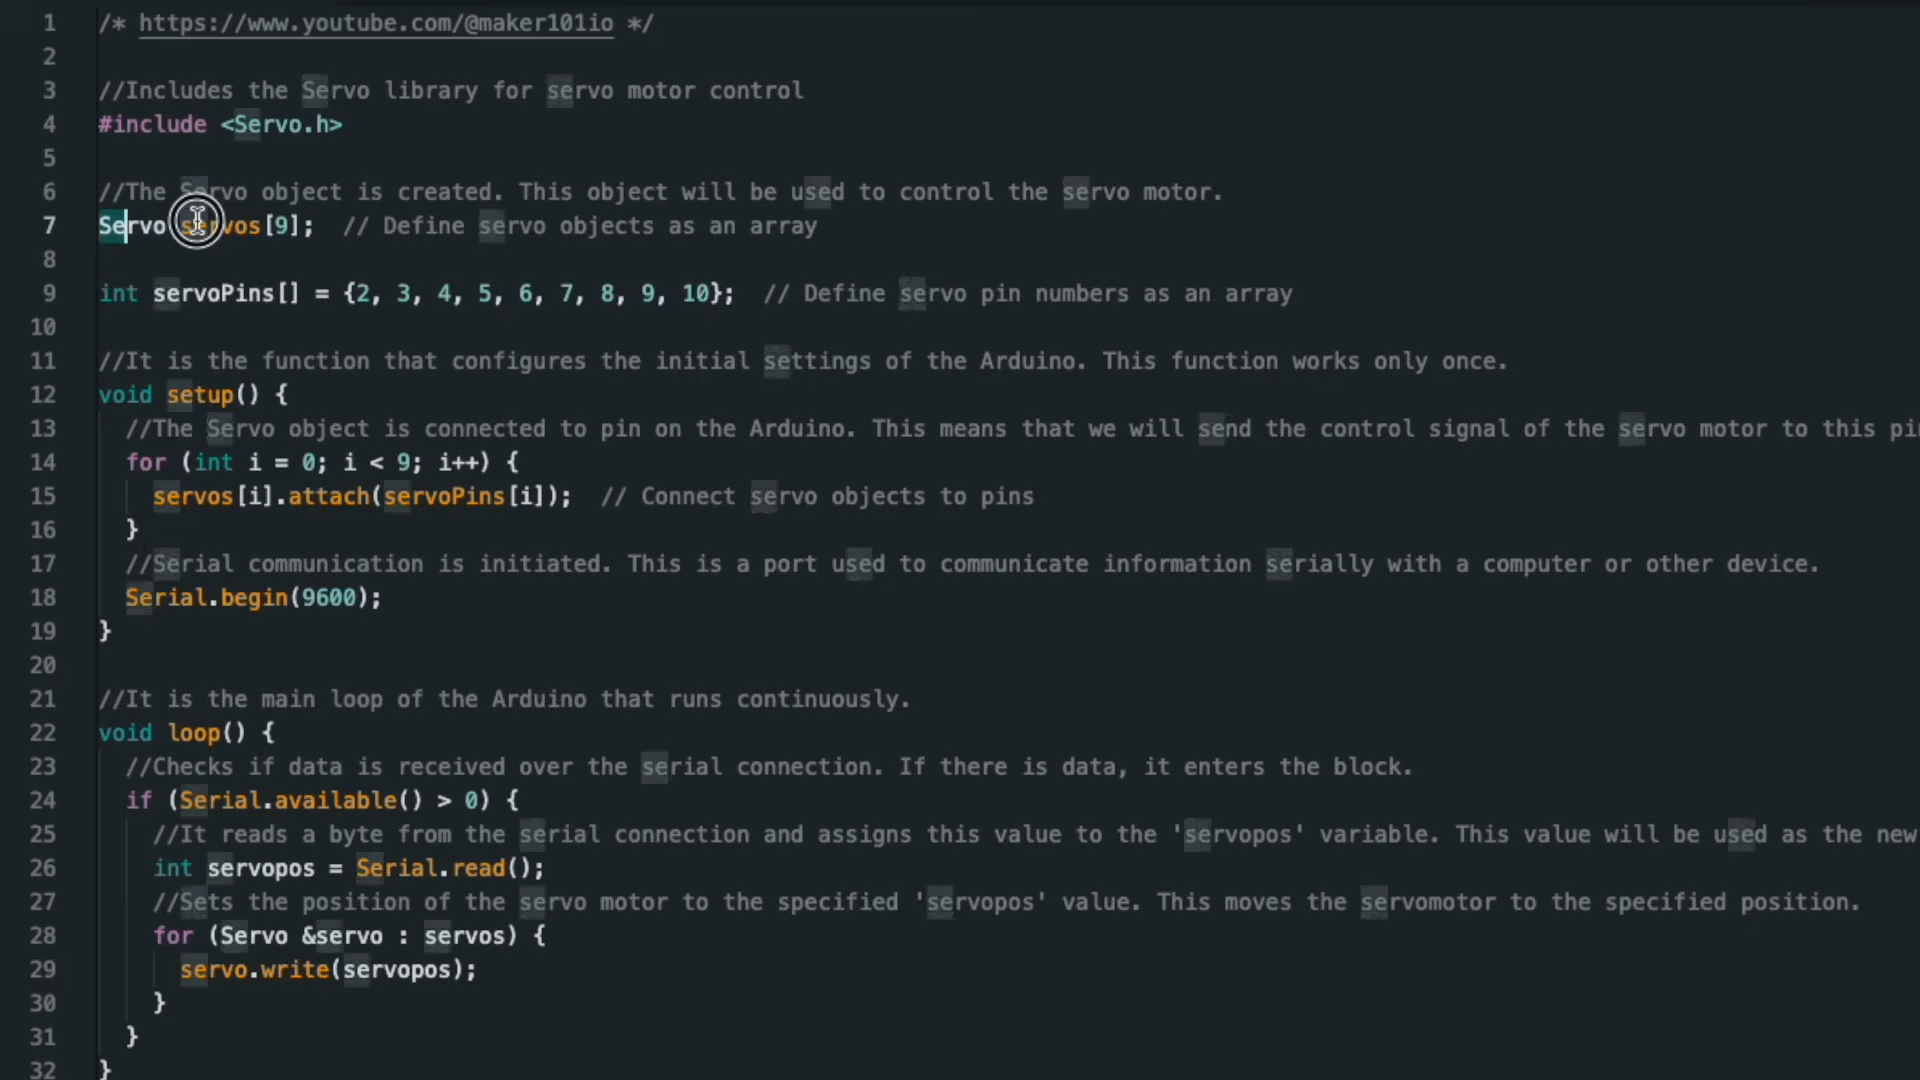 1 /* https://www.youtube.com/@maker101io */
2
3 //Includes the Servo library for servo motor control
4 #include <Servo.h>
5
6 //The Servo object is created. This object will be used to control the servo motor.
7 Servo servos[9];  // Define servo objects as an array
8
9 int servoPins[] = {2, 3, 4, 5, 6, 7, 8, 9, 10};  // Define servo pin numbers as an array
10
11 //It is the function that configures the initial settings of the Arduino. This function works only once.
12 void setup() {
13   //The Servo object is connected to pin on the Arduino. This means that we will send the control signal of the servo motor to this pi
14   for (int i = 0; i < 9; i++) {
15     servos[i].attach(servoPins[i]);  // Connect servo objects to pins
16   }
17   //Serial communication is initiated. This is a port used to communicate information serially with a computer or other device.
18   Serial.begin(9600);
19 }
20
21 //It is the main loop of the Arduino that runs continuously.
22 void loop() {
23   //Checks if data is received over the serial connection. If there is data, it enters the block.
24   if (Serial.available() > 0) {
25     //It reads a byte from the serial connection and assigns this value to the 'servopos' variable. This value will be used as the new
26     int servopos = Serial.read();
27     //Sets the position of the servo motor to the specified 'servopos' value. This moves the servomotor to the specified position.
28     for (Servo &servo : servos) {
29       servo.write(servopos);
30     }
31   }
32 }